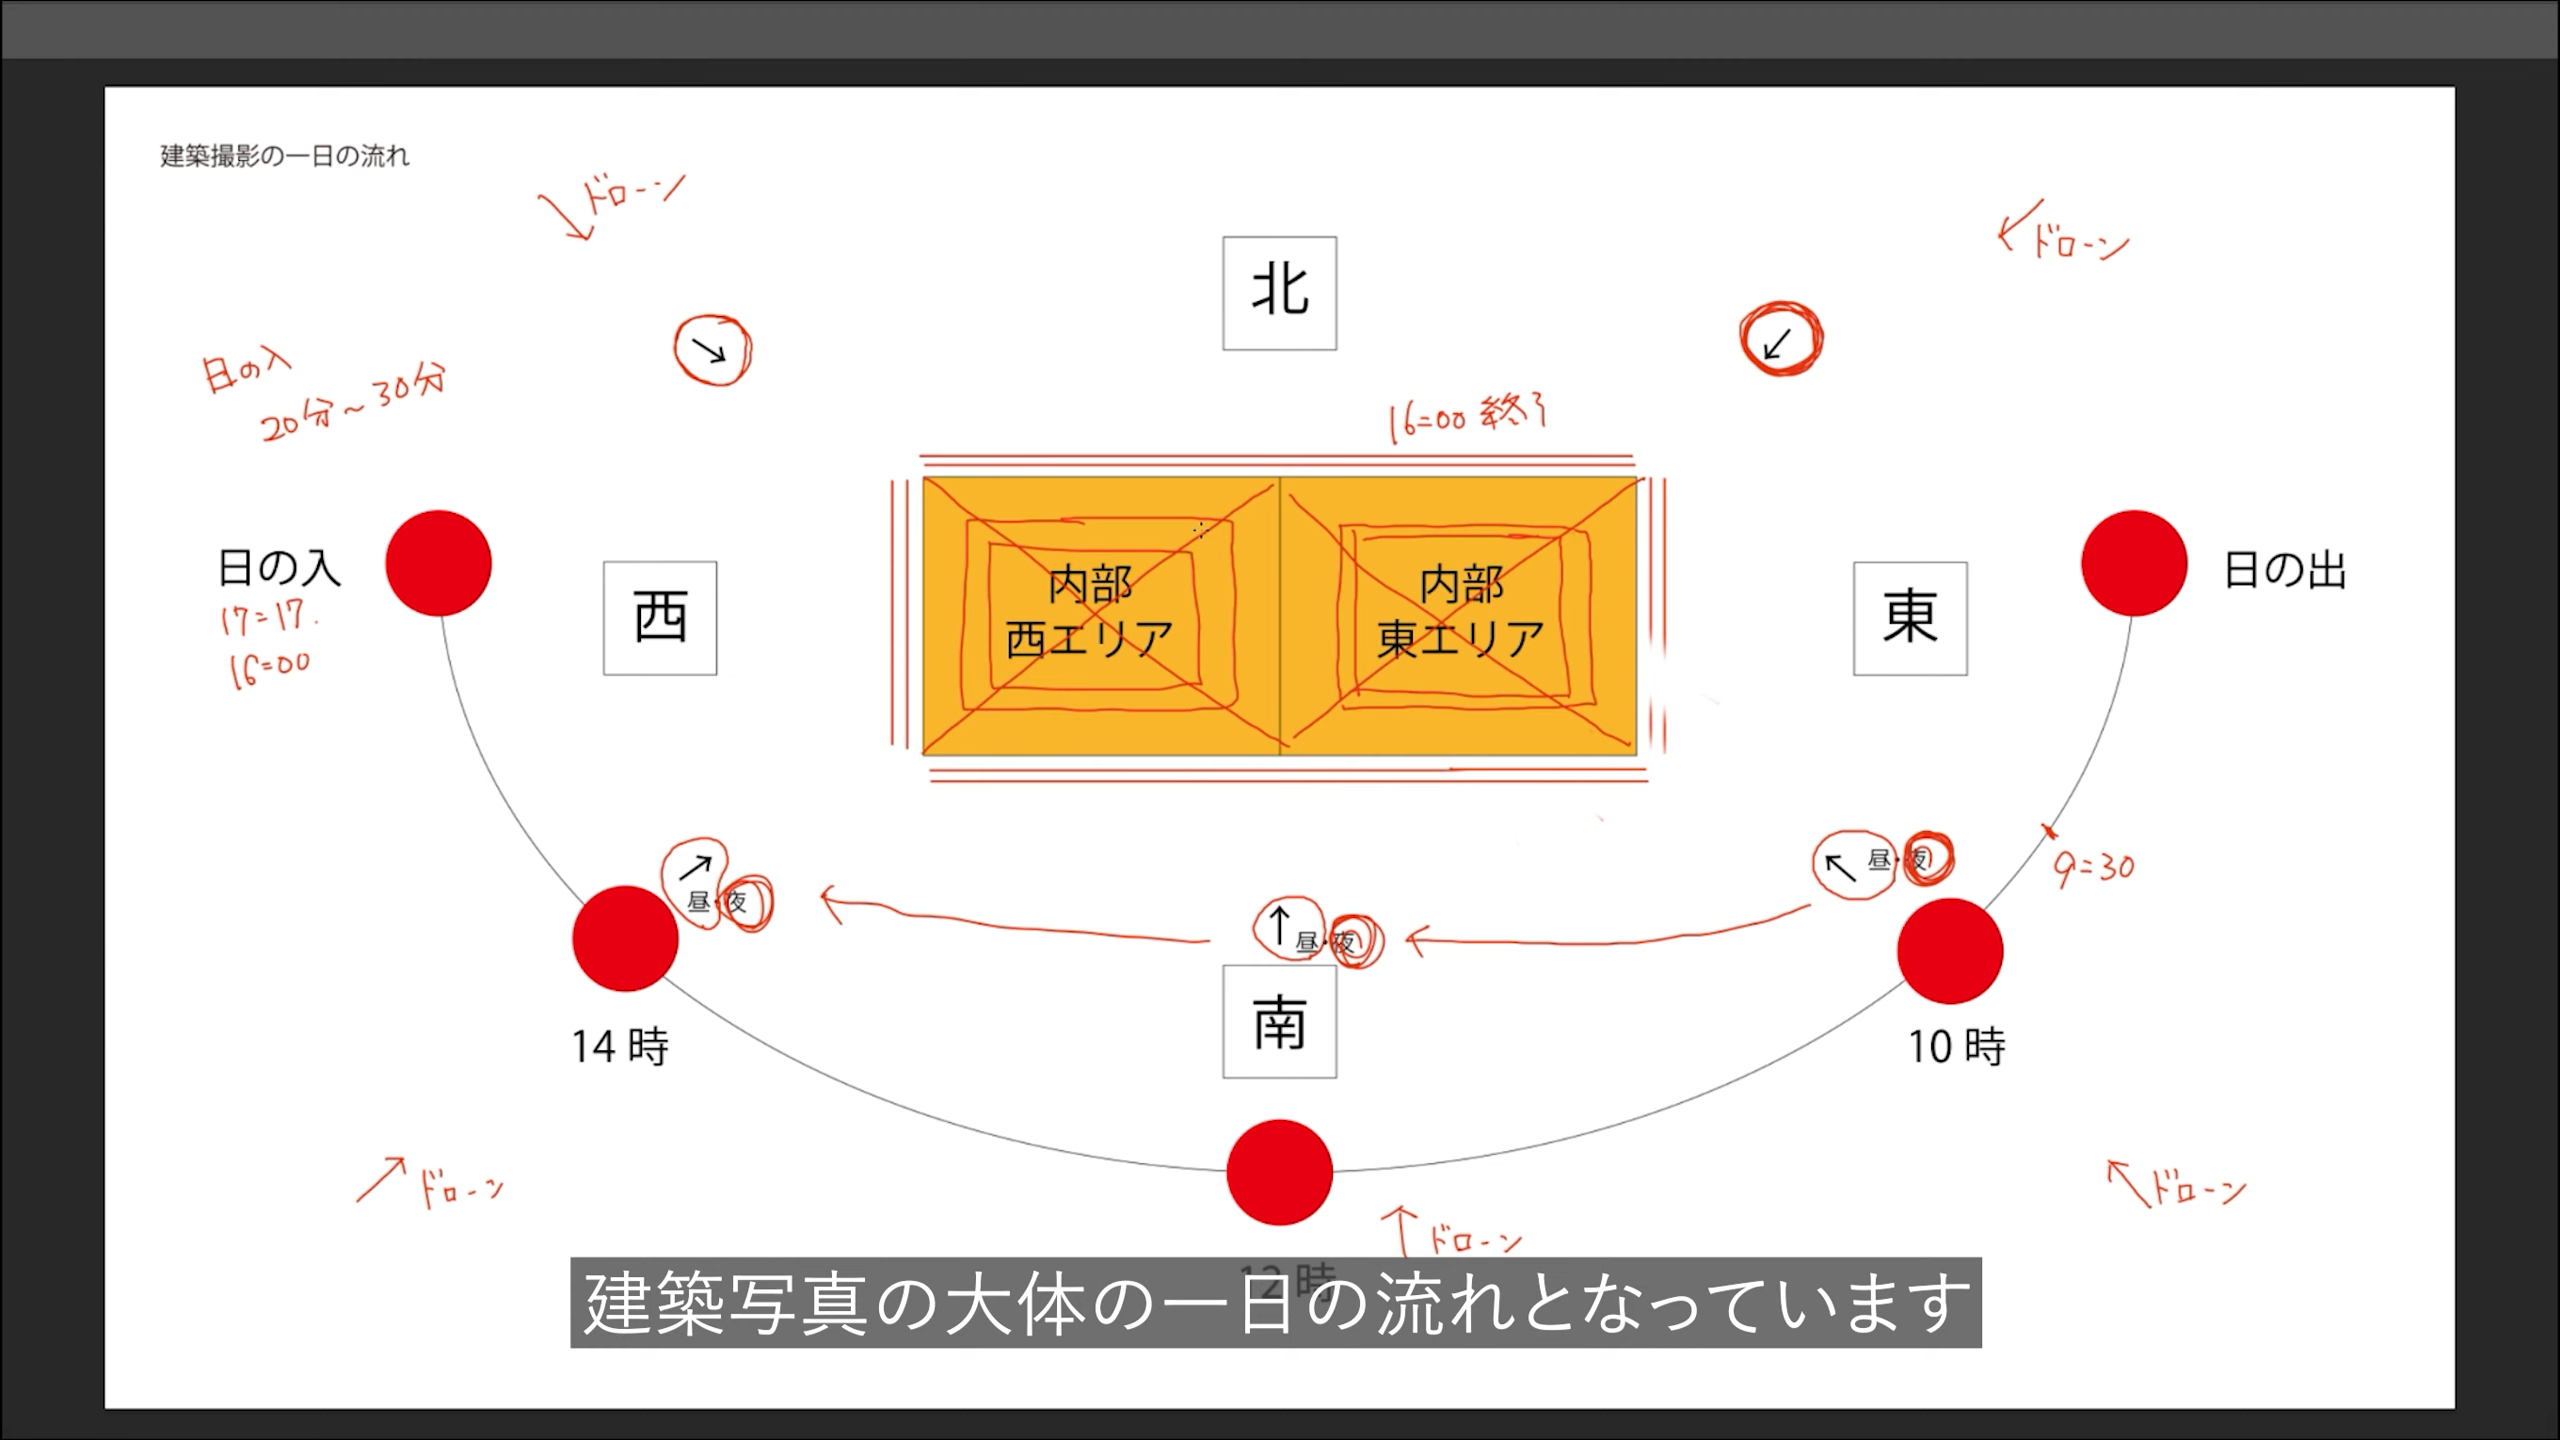 建築撮影の一日の流れ
ドローン
ドローン
北
日の入
20分～30分
16=00 終了
日の入
17=17.
16=00
西
内部
西エリア
内部
東エリア
東
日の出
9=30
昼・夜
昼・夜
昼・夜
南
14 時
10 時
ドローン
ドローン
ドローン
12 時
建築写真の大体の一日の流れとなっています